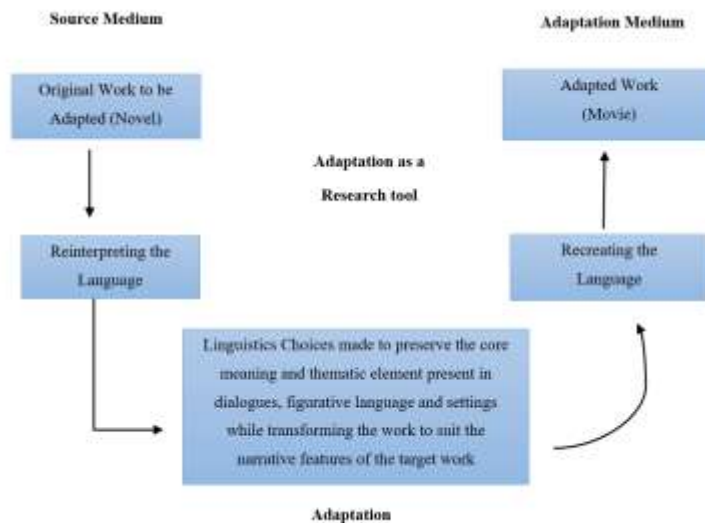 Source Medium
Adaptation Medium
Original Work to be
Adapted (Novel)
Adapted Work
(Movie)
Adaptation as a
Research tool
Reinterpreting the
Language
Recreating the
Language
Linguistics Choices made to preserve the core
meaning and thematic element present in
dialogues, figurative language and settings
while transforming the work to suit the
narrative features of the target work
Adaptation